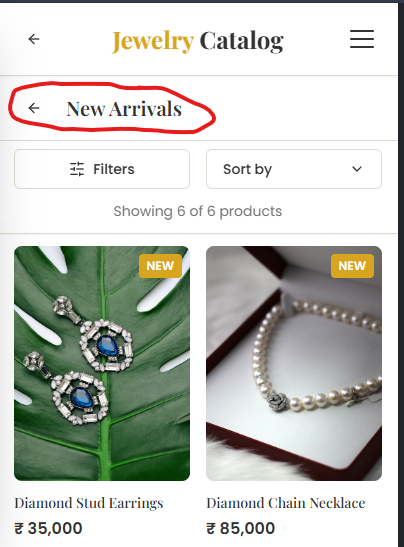 Jewelry Catalog
New Arrivals
Filters
Sort by
Showing 6 of 6 products
NEW
NEW
Diamond Stud Earrings
Diamond Chain Necklace
₹ 35,000
₹ 85,000